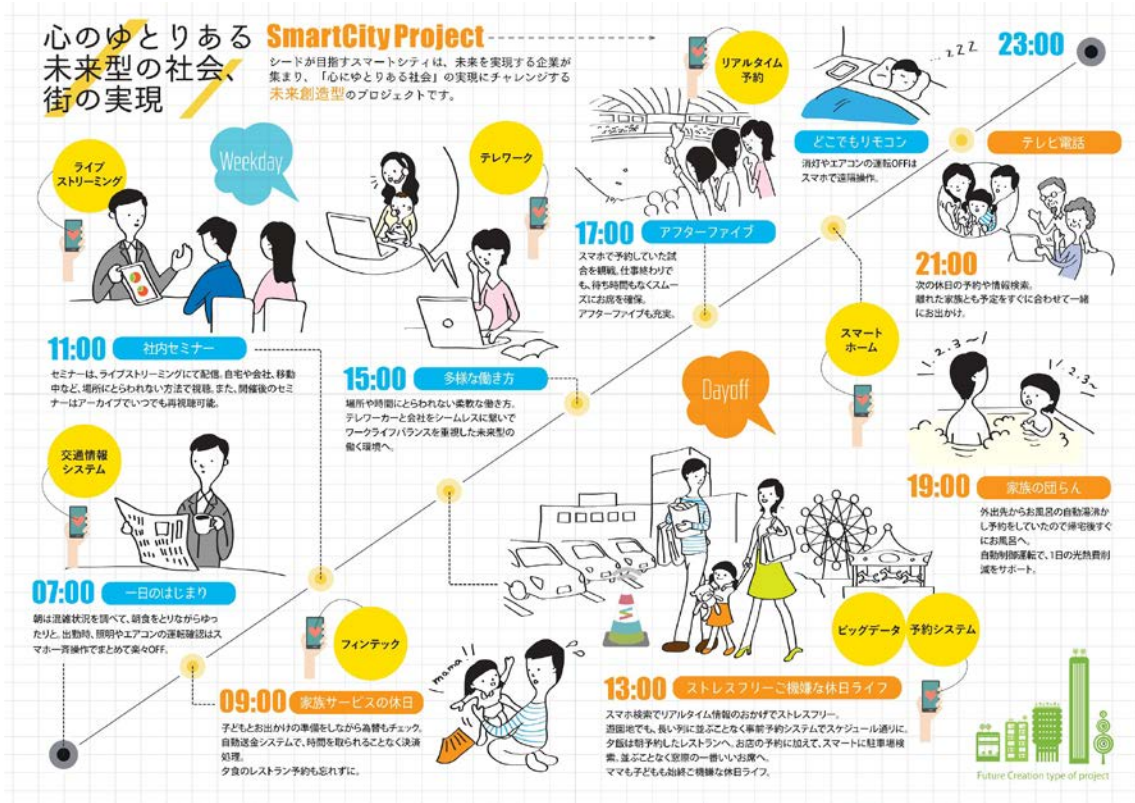 心のゆとりある
未来型の社会、
街の実現
SmartCity Project
シードが目指すスマートシティは、未来を実現する企業が
集まり、「心にゆとりある社会」の実現にチャレンジする
未来創造型のプロジェクトです。
Weekday
ライブ
ストリーミング
11:00 社内セミナー
セミナーは、ライブストリーミングにて配信。自宅や会社、移動
中など、場所にとらわれない方法で視聴。また、開催後のセミ
ナーはアーカイブでいつでも再視聴可能。
テレワーク
15:00 多様な働き方
場所や時間にとらわれない柔軟な働き方。
テレワーカーと会社をシームレスに繋いで
ワークライフバランスを重視した未来型の
働く環境へ。
リアルタイム
予約
17:00 アフターファイブ
スマホで予約していた試
合を観戦。仕事終わりで
も、待ち時間もなくスムー
ズにお席を確保。
アフターファイブも充実。
zzz
23:00
どこでもリモコン
消灯やエアコンの運転OFFは
スマホで遠隔操作。
テレビ電話
21:00
次の休日の予約や情報検索。
離れた家族とも予定をすぐに合わせて一緒
にお出かけ。
交通情報
システム
07:00 一日のはじまり
朝は混雑状況を調べて、朝食をとりながらゆっ
たりと。出勤時、照明やエアコンの運転確認はス
マホ一斉操作でまとめて楽々OFF。
Dayoff
スマート
ホーム
1.2.3~!
1.2.3~
19:00 家族の団らん
外出先からお風呂の自動湯沸か
し予約をしていたので帰宅後すぐ
にお風呂へ。
自動制御運転で、1日の光熱費削
減をサポート。
フィンテック
mama!
09:00 家族サービスの休日
子どもとお出かけの準備をしながら為替もチェック。
自動送金システムで、時間を取られることなく決済
処理。
夕食のレストラン予約も忘れずに。
ビッグデータ
予約システム
13:00 ストレスフリーご機嫌な休日ライフ
スマホ検索でリアルタイム情報のおかげでストレスフリー。
遊園地でも、長い列に並ぶことなく事前予約システムでスケジュール通りに。
夕飯は朝予約したレストランへ。お店の予約に加えて、スマートに駐車場検
索。並ぶことなく窓際の一番いいお席へ。
ママも子どもも始終ご機嫌な休日ライフ。
Future Creation type of project